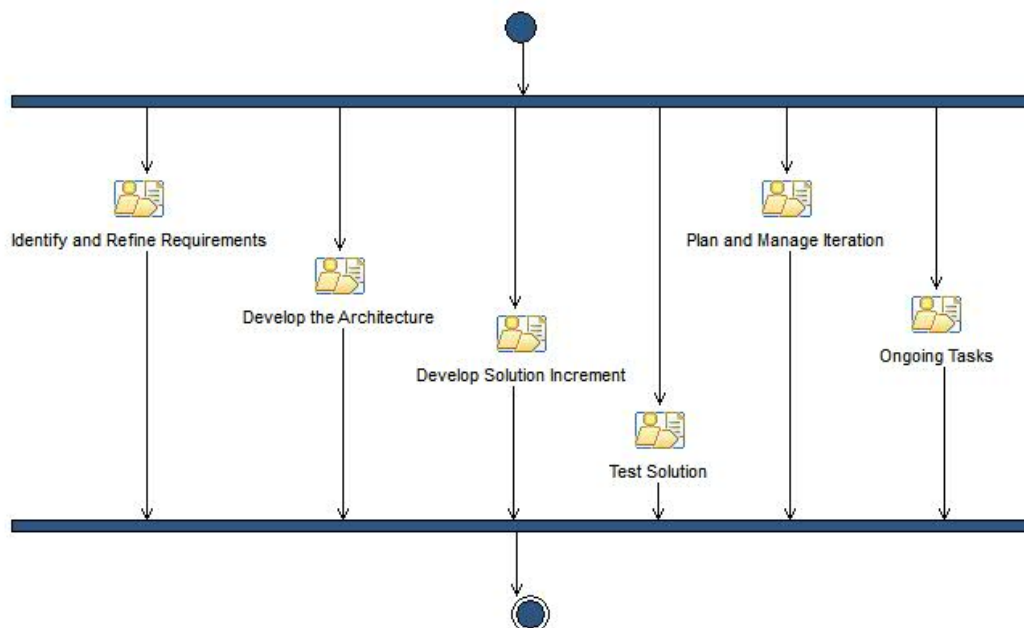 Identify and Refine Requirements
Plan and Manage Iteration
Develop the Architecture
Ongoing Tasks
Develop Solution Increment
Test Solution